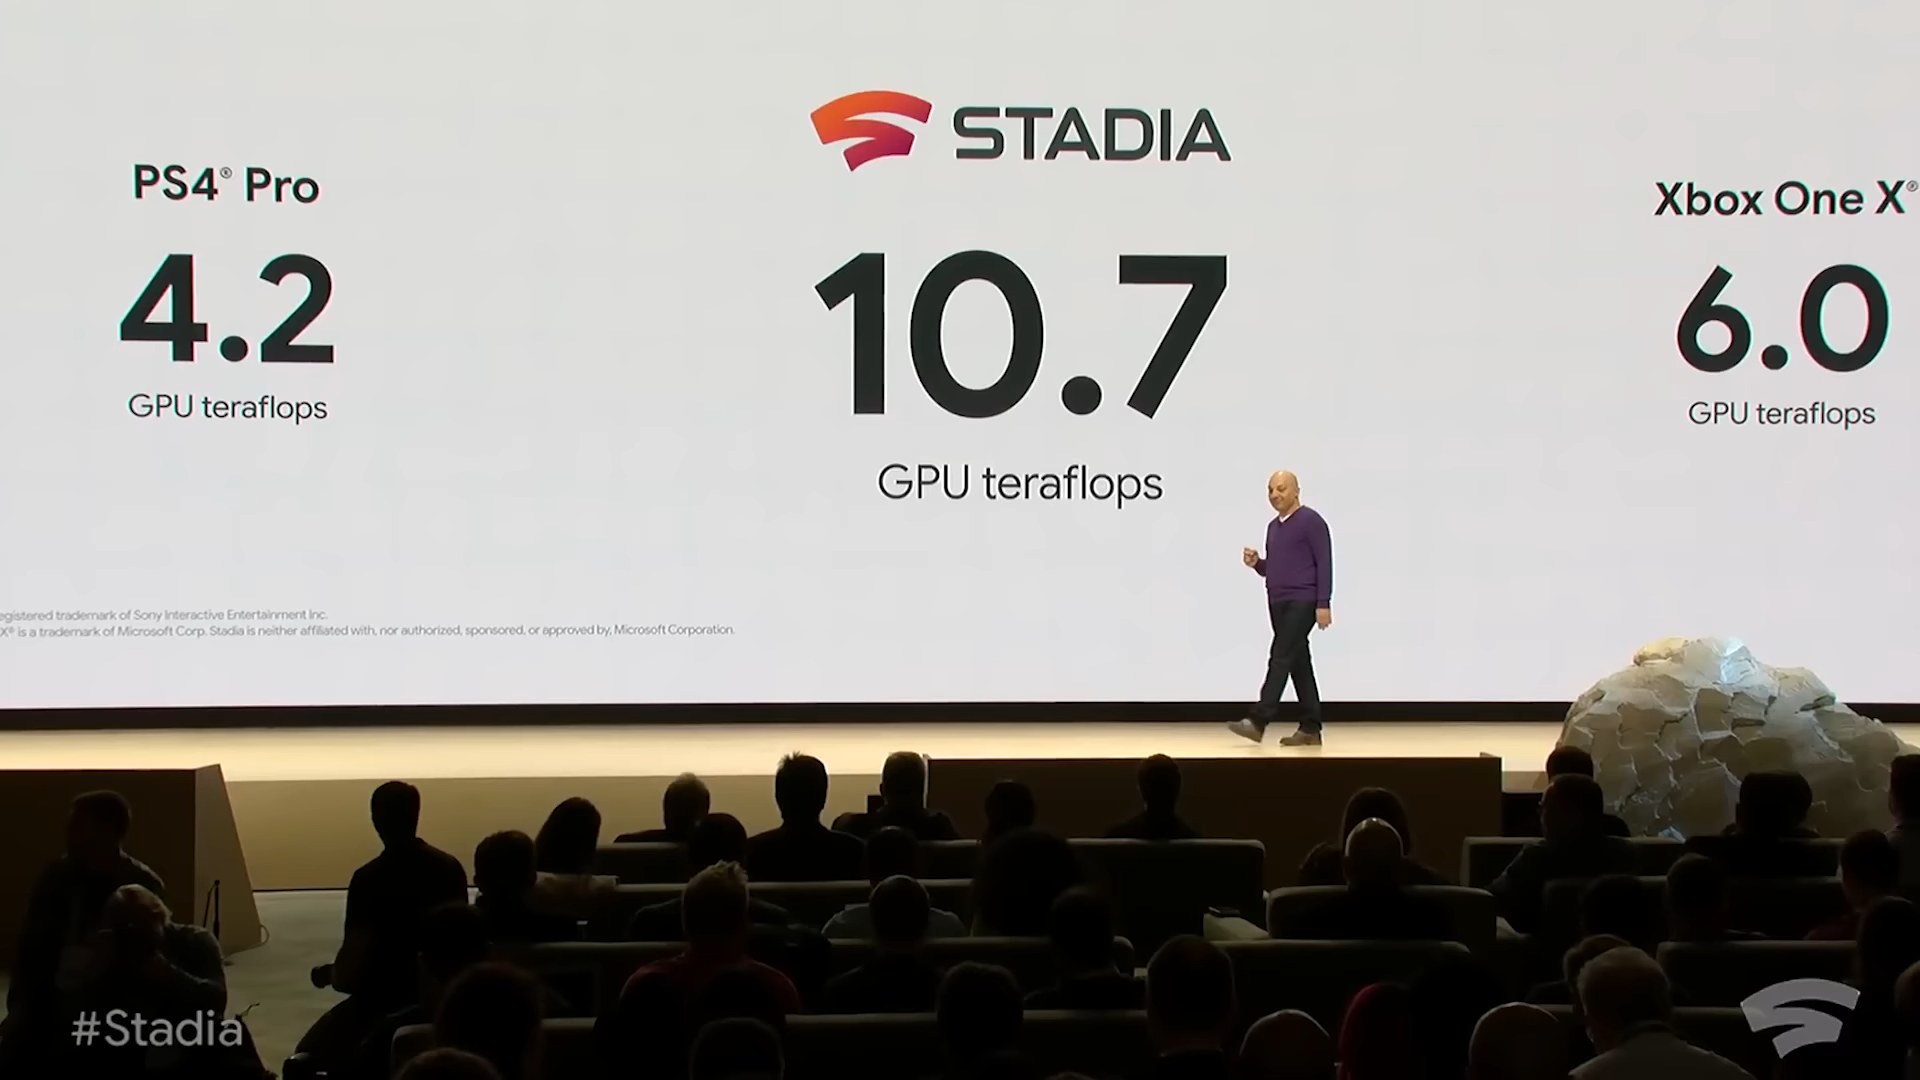 PS4® Pro
4.2
GPU teraflops
STADIA
10.7
GPU teraflops
Xbox One X®
6.0
GPU teraflops
egistered trademark of Sony Interactive Entertainment Inc.
X® is a trademark of Microsoft Corp. Stadia is neither affiliated with, nor authorized, sponsored, or approved by, Microsoft Corporation.
#Stadia